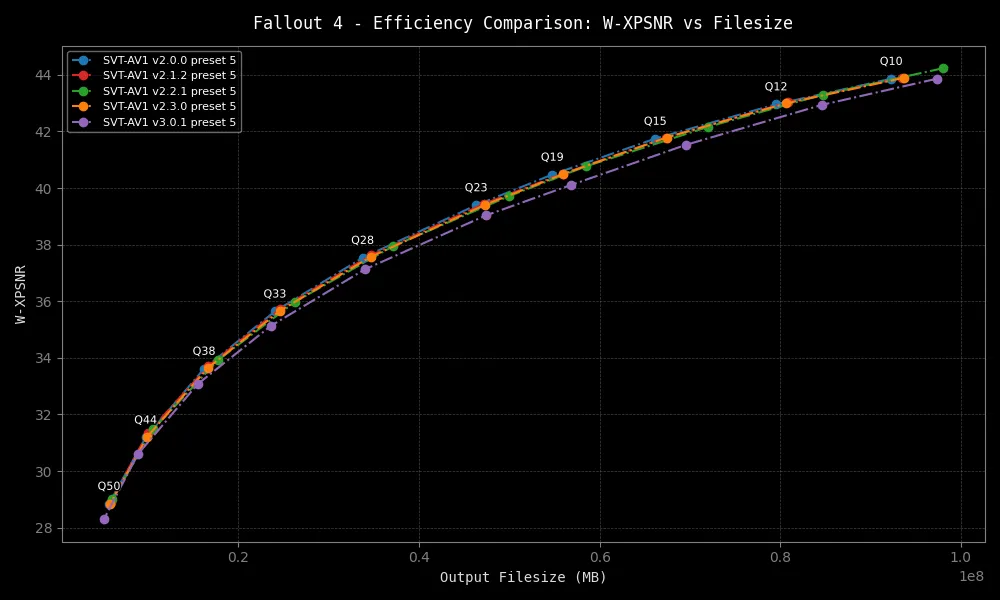 Fallout 4 - Efficiency Comparison: W-XPSNR vs Filesize
SVT-AV1 v2.0.0 preset 5
SVT-AV1 v2.1.2 preset 5
SVT-AV1 v2.2.1 preset 5
SVT-AV1 v2.3.0 preset 5
SVT-AV1 v3.0.1 preset 5
Q10
Q12
Q15
Q19
Q23
Q28
Q33
Q38
Q44
Q50
W-XPSNR
44
42
40
38
36
34
32
30
28
0.2 0.4 0.6 0.8 1.0
1e8
Output Filesize (MB)